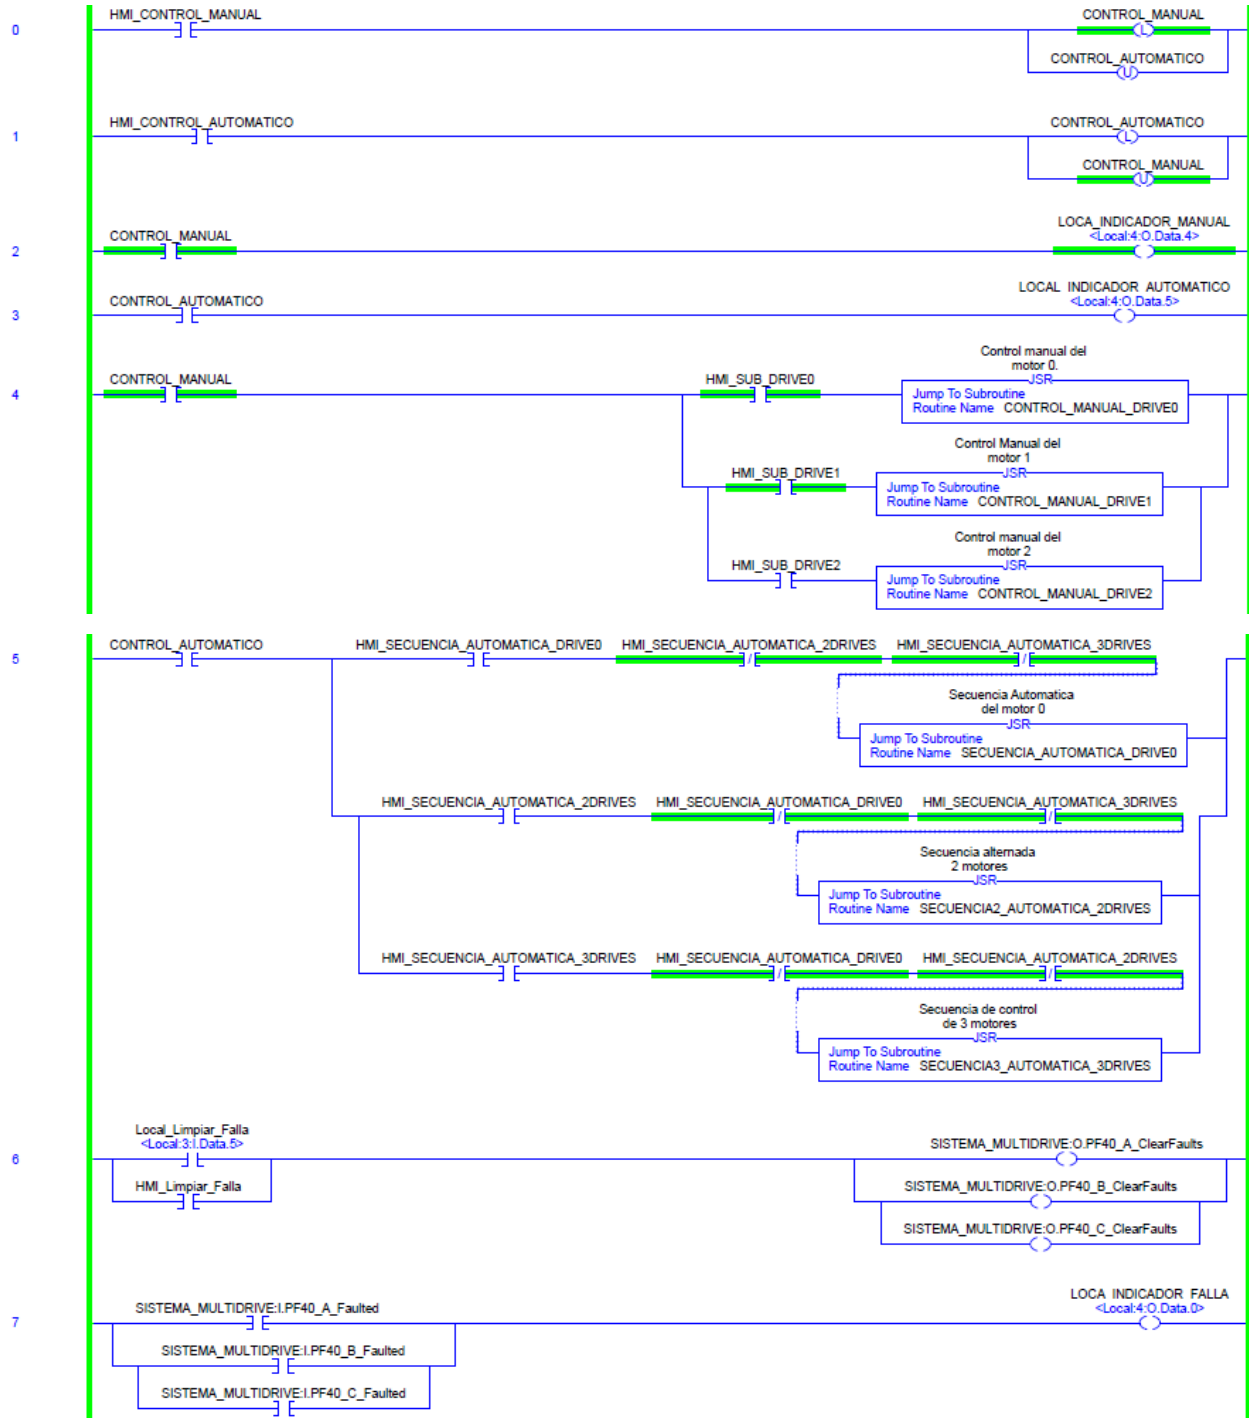 HMI_CONTROL_MANUAL
CONTROL_MANUAL
0
L
CONTROL_AUTOMATICO
U
HMI_CONTROL_AUTOMATICO
CONTROL_AUTOMATICO
1
L
CONTROL_MANUAL
U
CONTROL_MANUAL
LOCA_INDICADOR_MANUAL
<Local:4:O.Data.4>
2
CONTROL_AUTOMATICO
LOCAL_INDICADOR_AUTOMATICO
<Local:4:O.Data.5>
3
Control manual del
motor 0.
CONTROL_MANUAL
HMI_SUB_DRIVE0
JSR
4
Jump To Subroutine
Routine Name CONTROL_MANUAL_DRIVE0
Control Manual del
motor 1
HMI_SUB_DRIVE1
JSR
Jump To Subroutine
Routine Name CONTROL_MANUAL_DRIVE1
Control manual del
motor 2
HMI_SUB_DRIVE2
JSR
Jump To Subroutine
Routine Name CONTROL_MANUAL_DRIVE2
CONTROL_AUTOMATICO
HMI_SECUENCIA_AUTOMATICA_DRIVE0
HMI_SECUENCIA_AUTOMATICA_2DRIVES
HMI_SECUENCIA_AUTOMATICA_3DRIVES
5
Secuencia Automatica
del motor 0
JSR
Jump To Subroutine
Routine Name SECUENCIA_AUTOMATICA_DRIVE0
HMI_SECUENCIA_AUTOMATICA_2DRIVES
HMI_SECUENCIA_AUTOMATICA_DRIVE0
HMI_SECUENCIA_AUTOMATICA_3DRIVES
Secuencia alternada
2 motores
JSR
Jump To Subroutine
Routine Name SECUENCIA2_AUTOMATICA_2DRIVES
HMI_SECUENCIA_AUTOMATICA_3DRIVES
HMI_SECUENCIA_AUTOMATICA_DRIVE0
HMI_SECUENCIA_AUTOMATICA_2DRIVES
Secuencia de control
de 3 motores
JSR
Jump To Subroutine
Routine Name SECUENCIA3_AUTOMATICA_3DRIVES
Local_Limpiar_Falla
<Local:3:I.Data.5>
SISTEMA_MULTIDRIVE:O.PF40_A_ClearFaults
6
HMI_Limpiar_Falla
SISTEMA_MULTIDRIVE:O.PF40_B_ClearFaults
SISTEMA_MULTIDRIVE:O.PF40_C_ClearFaults
SISTEMA_MULTIDRIVE:I.PF40_A_Faulted
LOCA_INDICADOR_FALLA
<Local:4:O.Data.0>
7
SISTEMA_MULTIDRIVE:I.PF40_B_Faulted
SISTEMA_MULTIDRIVE:I.PF40_C_Faulted